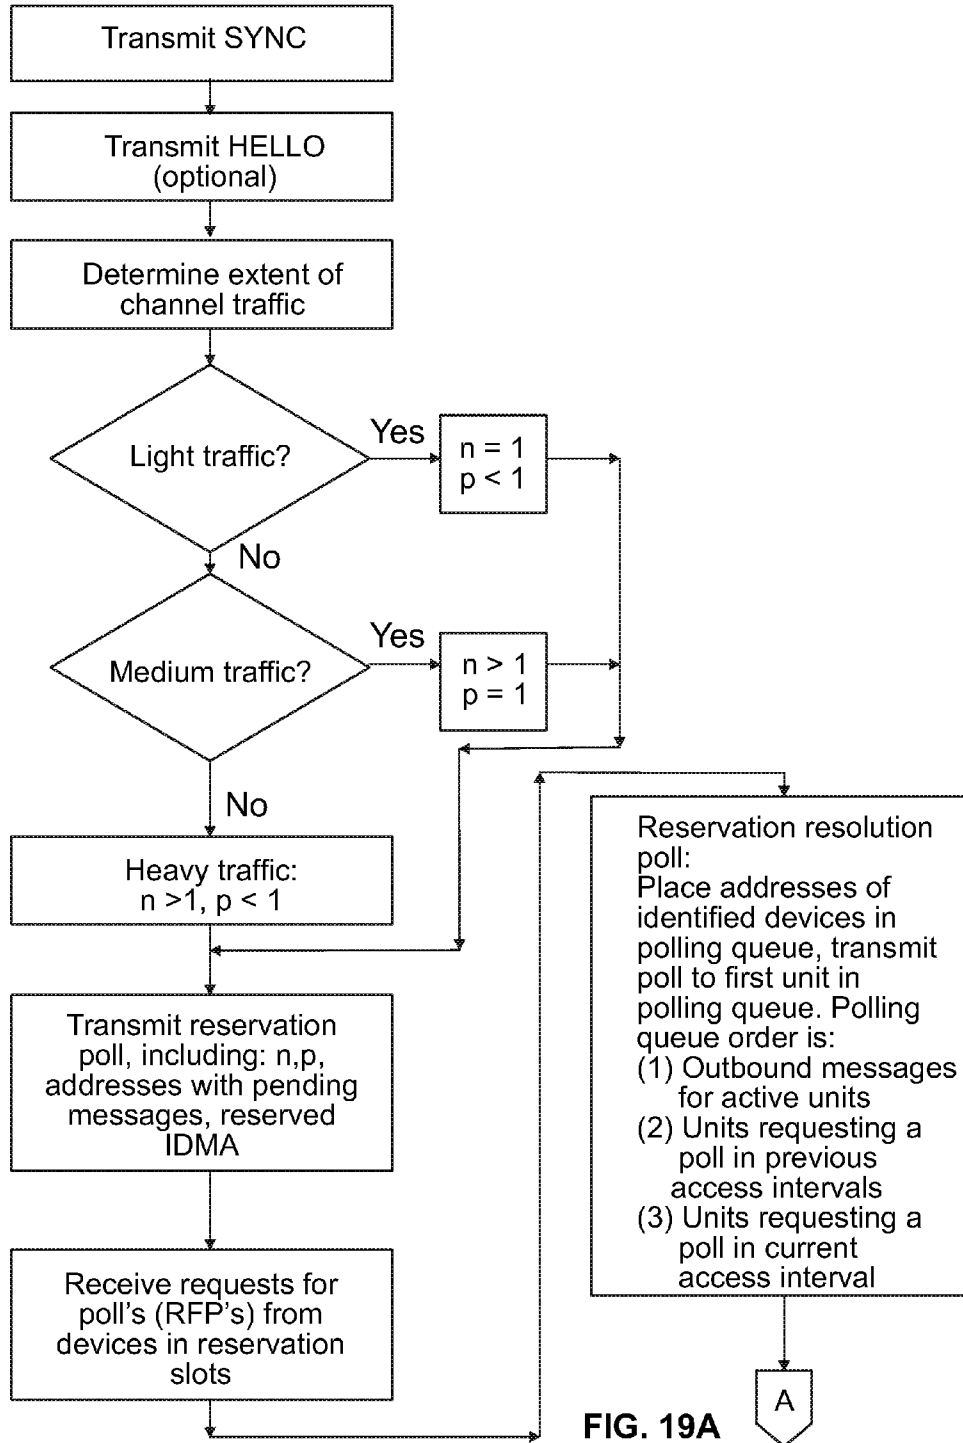 Transmit SYNC
Transmit HELLO
(optional)
Determine extent of
channel traffic
Light traffic?
Yes
n = 1
p < 1
No
Medium traffic?
Yes
n > 1
p = 1
No
Heavy traffic:
n >1, p < 1
Transmit reservation
poll, including: n,p,
addresses with pending
messages, reserved
IDMA
Receive requests for
poll's (RFP's) from
devices in reservation
slots
Reservation resolution
poll:
Place addresses of
identified devices in
polling queue, transmit
poll to first unit in
polling queue. Polling
queue order is:
(1) Outbound messages
for active units
(2) Units requesting a
poll in previous
access intervals
(3) Units requesting a
poll in current
access interval
A
FIG. 19A